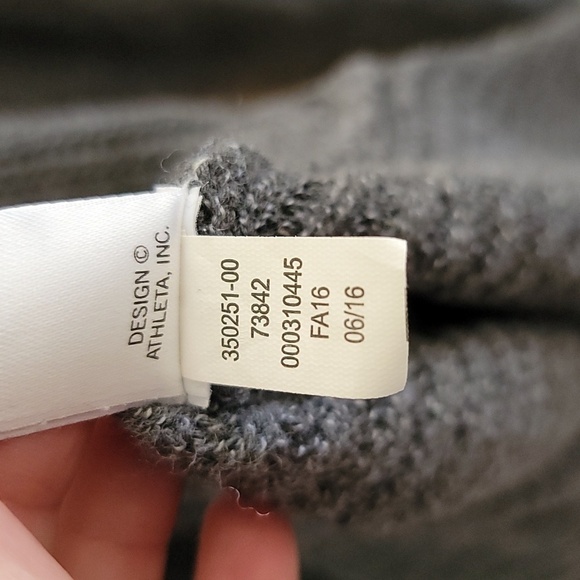 DESIGN ©
ATHLETA, INC.
350251-00
73842
000310445
FA16
06/16